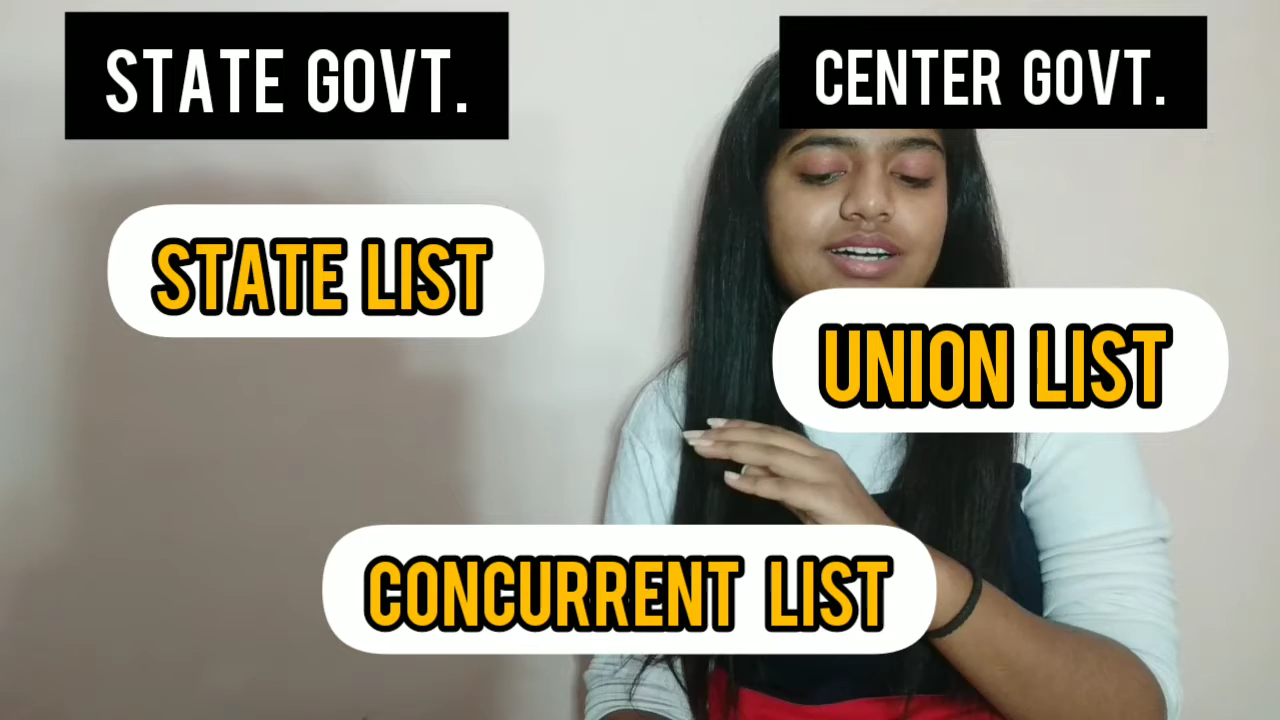 STATE GOVT.
CENTER GOVT.
STATE LIST
UNION LIST
CONCURRENT LIST